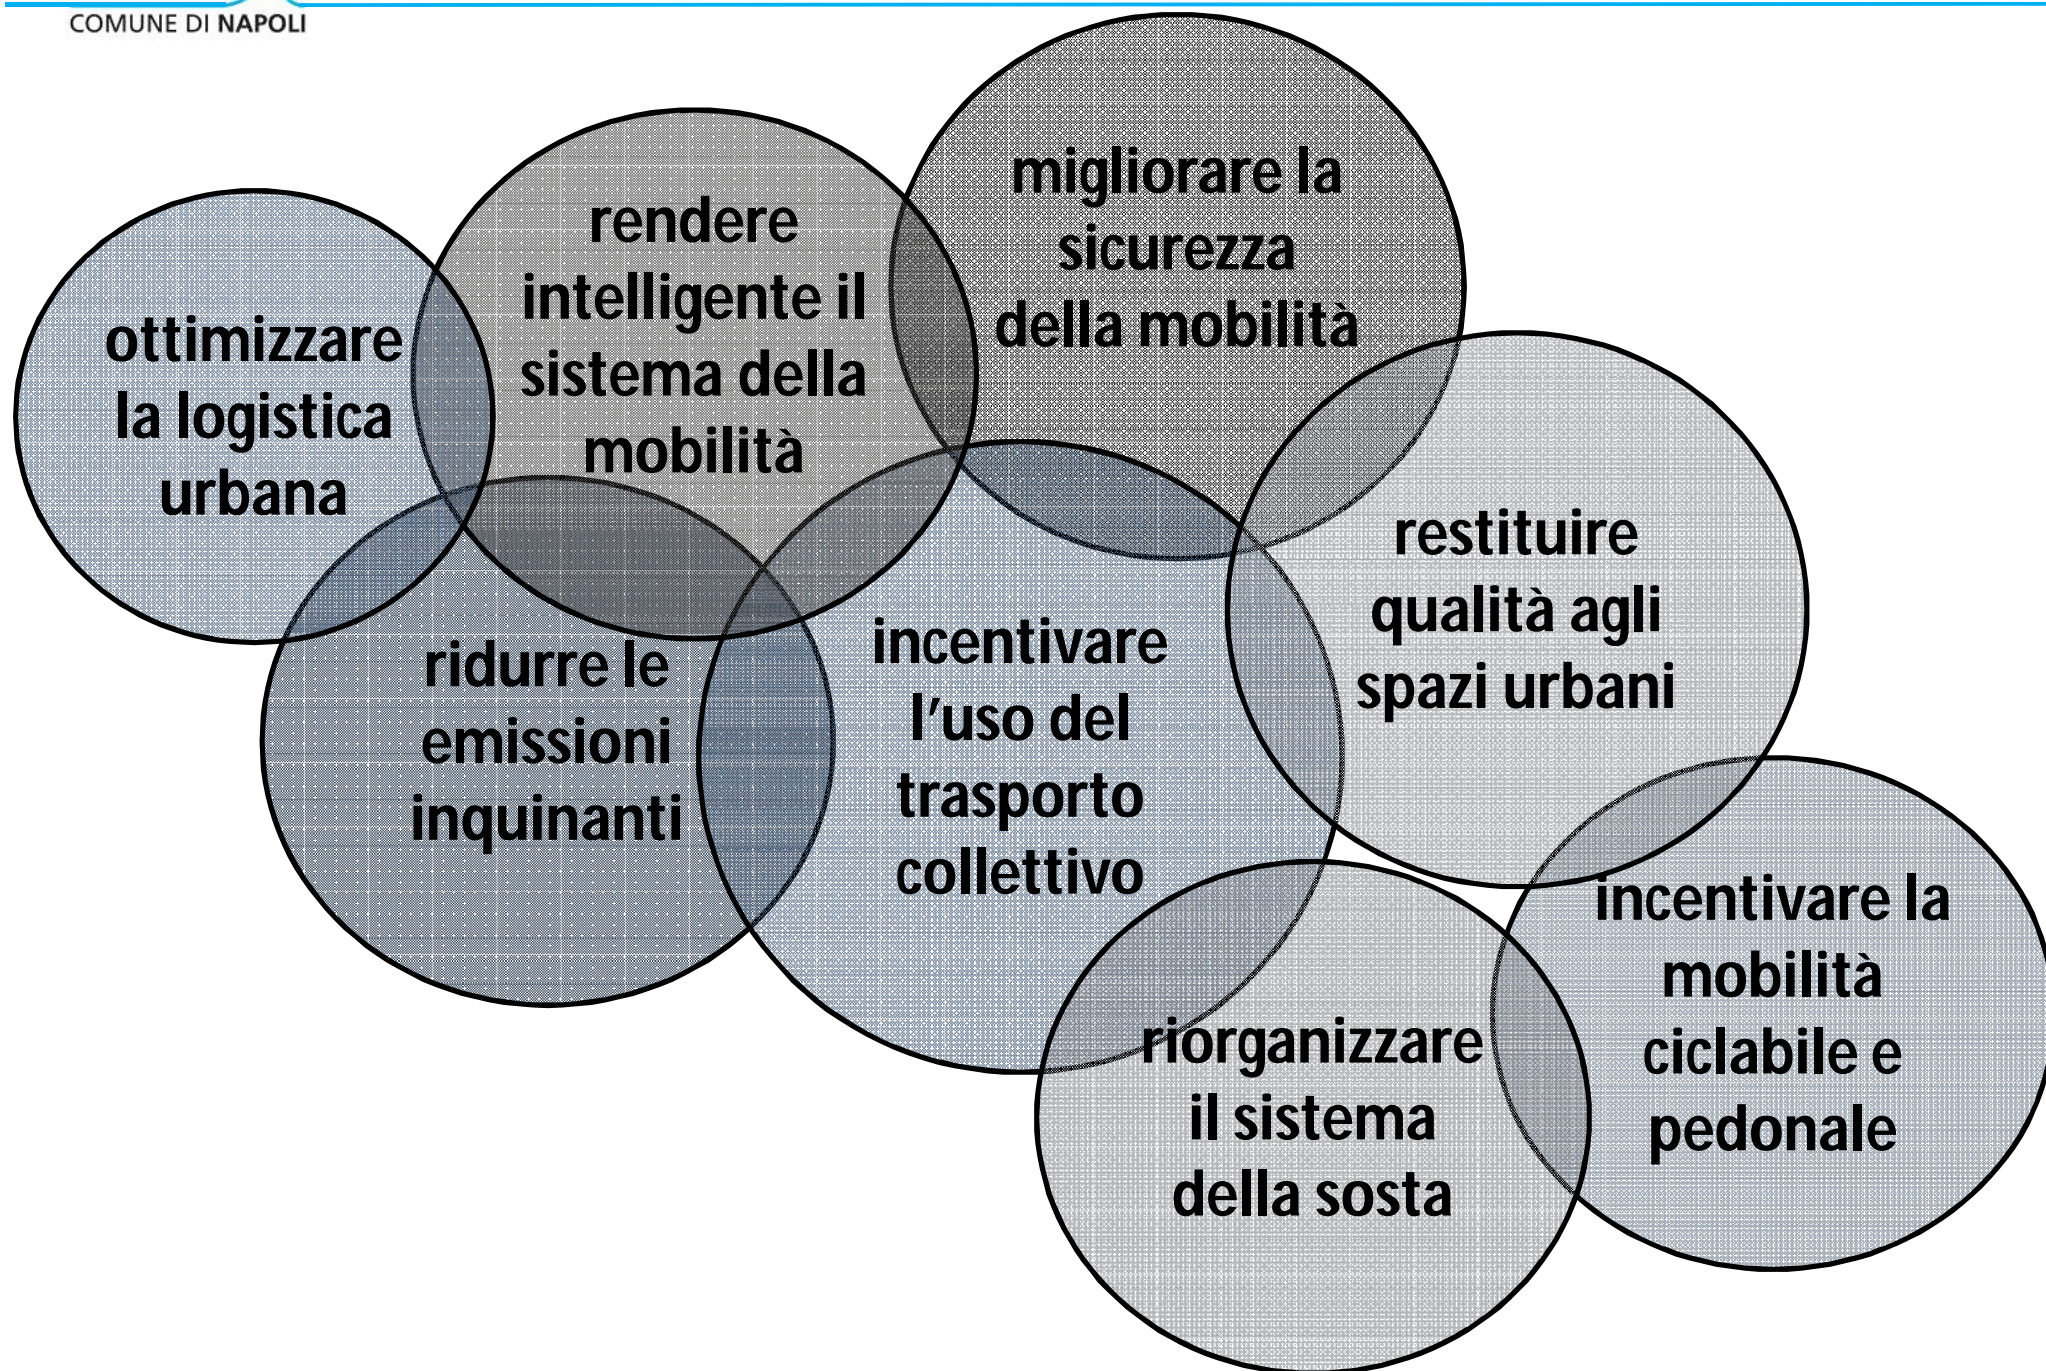 COMUNE DI NAPOLI
ottimizzare
la logistica
urbana
rendere
intelligente il
sistema della
mobilità
migliorare la
sicurezza
della mobilità
ridurre le
emissioni
inquinanti
incentivare
l’uso del
trasporto
collettivo
restituire
qualità agli
spazi urbani
riorganizzare
il sistema
della sosta
incentivare la
mobilità
ciclabile e
pedonale